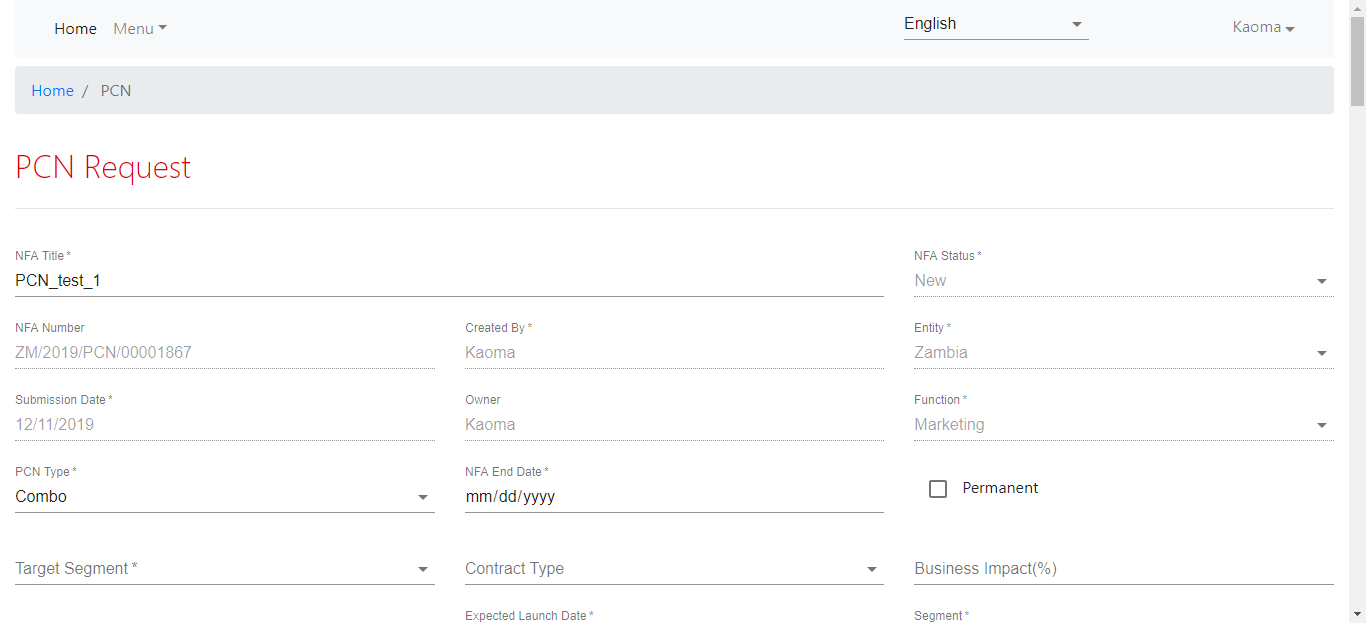 Home Menu English Kaoma
Home / PCN
PCN Request
NFA Title * NFA Status *
PCN_test_1 New
NFA Number Created By * Entity *
ZM/2019/PCN/00001867 Kaoma Zambia
Submission Date * Owner Function *
12/11/2019 Kaoma Marketing
PCN Type * NFA End Date *
Combo mm/dd/yyyy Permanent
Target Segment * Contract Type Business Impact(%)
Expected Launch Date * Segment *